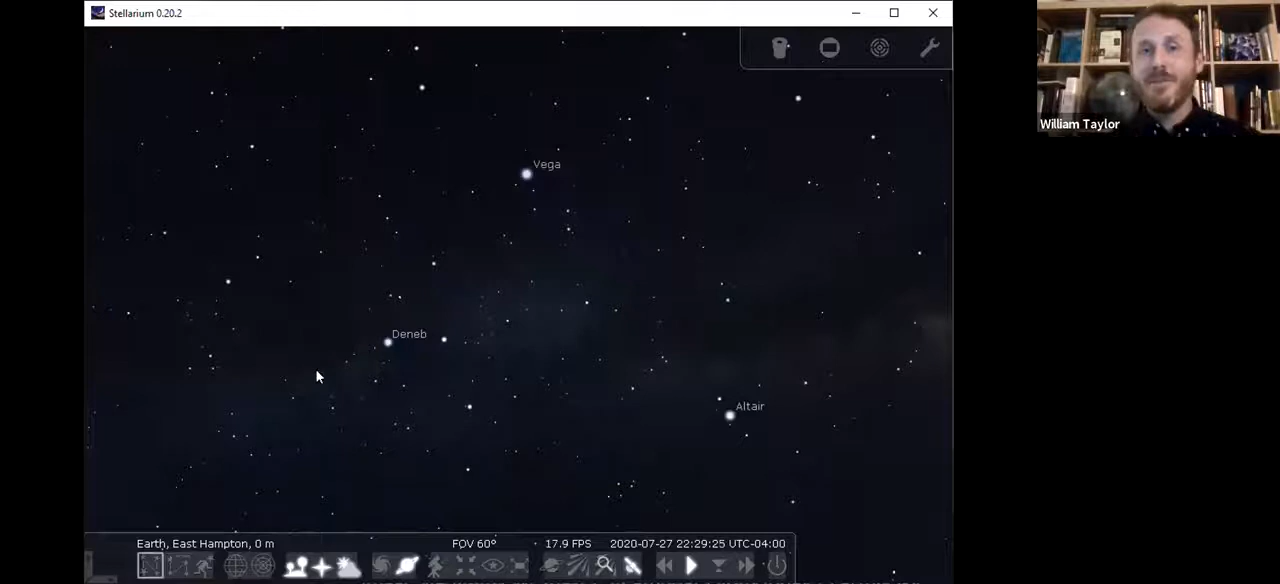 Stellarium 0.20.2
William Taylor
Vega
Deneb
Altair
Earth, East Hampton, 0 m FOV 60° 17.9 FPS 2020-07-27 22:29:25 UTC-04:00